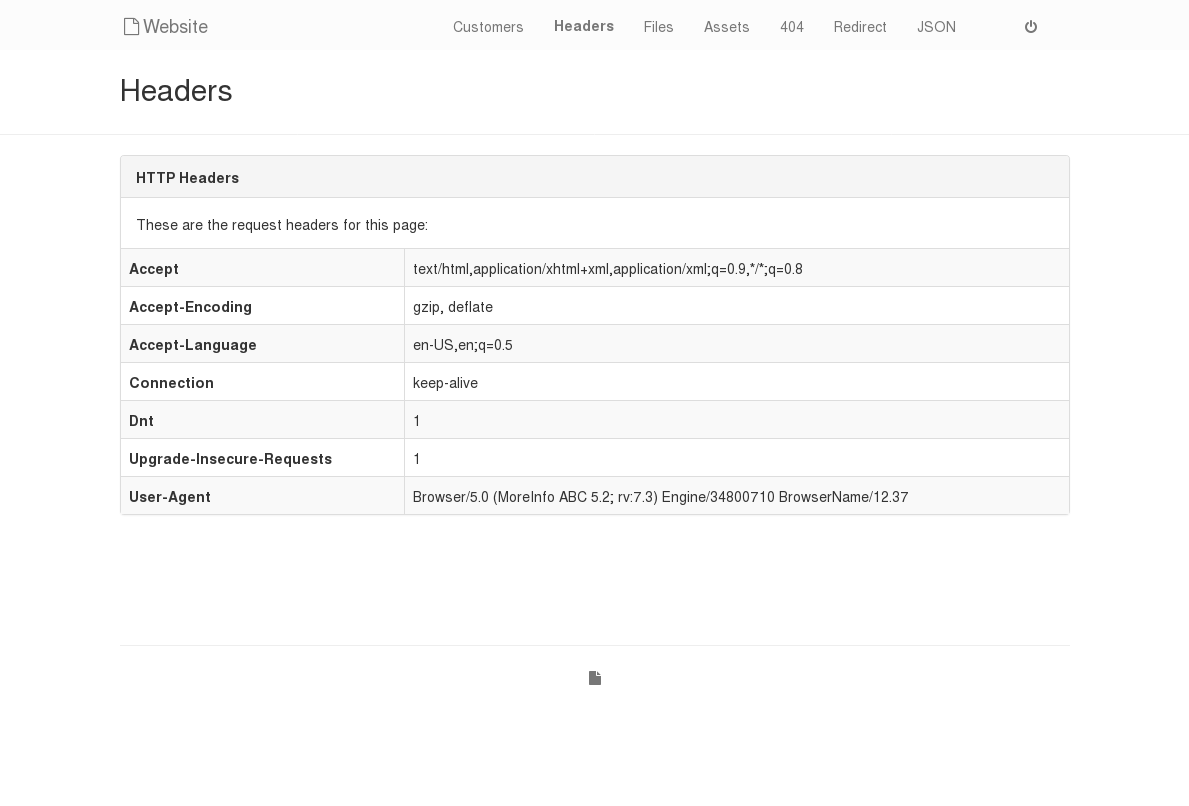 Website Customers Headers Files Assets 404 Redirect JSON
Headers
HTTP Headers
These are the request headers for this page:
Accept text/html,application/xhtml+xml,application/xml;q=0.9,*/*;q=0.8
Accept-Encoding gzip, deflate
Accept-Language en-US,en;q=0.5
Connection keep-alive
Dnt 1
Upgrade-Insecure-Requests 1
User-Agent Browser/5.0 (MoreInfo ABC 5.2; rv:7.3) Engine/34800710 BrowserName/12.37